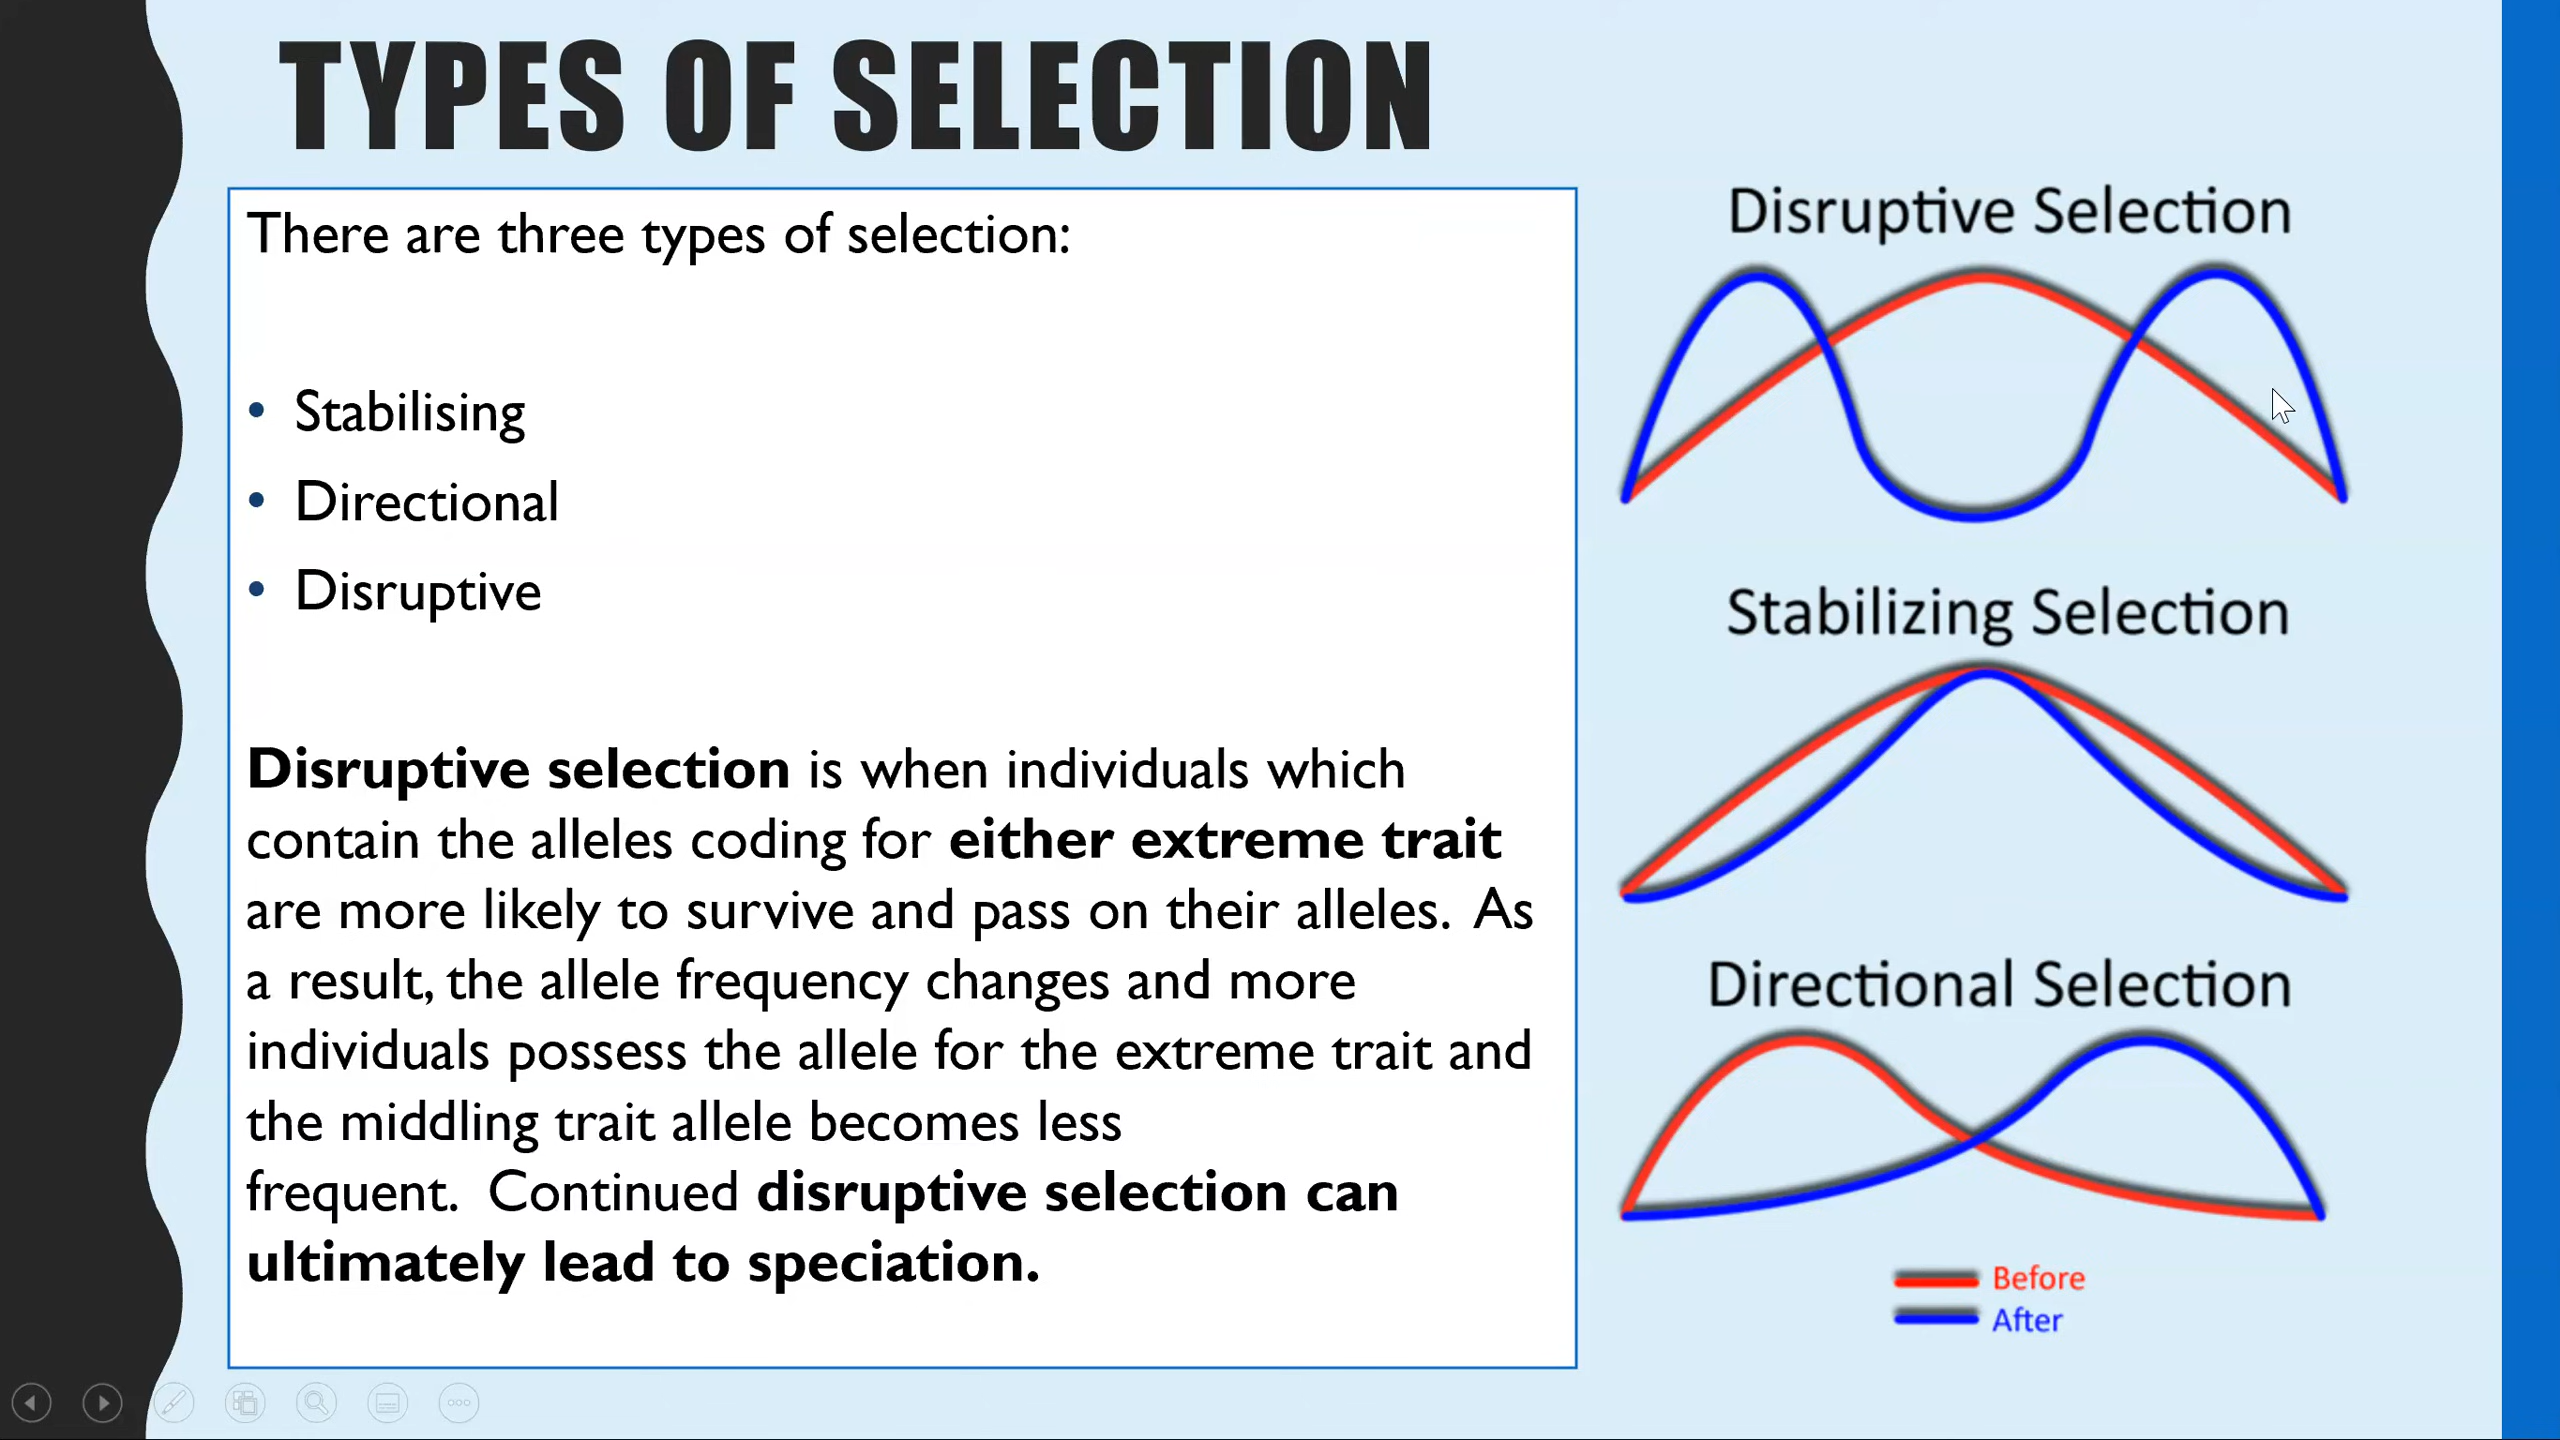 TYPES OF SELECTION
There are three types of selection:
• Stabilising
• Directional
• Disruptive
Disruptive selection is when individuals which
contain the alleles coding for either extreme trait
are more likely to survive and pass on their alleles.  As
a result, the allele frequency changes and more
individuals possess the allele for the extreme trait and
the middling trait allele becomes less
frequent.  Continued disruptive selection can
ultimately lead to speciation.
Disruptive Selection
Stabilizing Selection
Directional Selection
Before
After